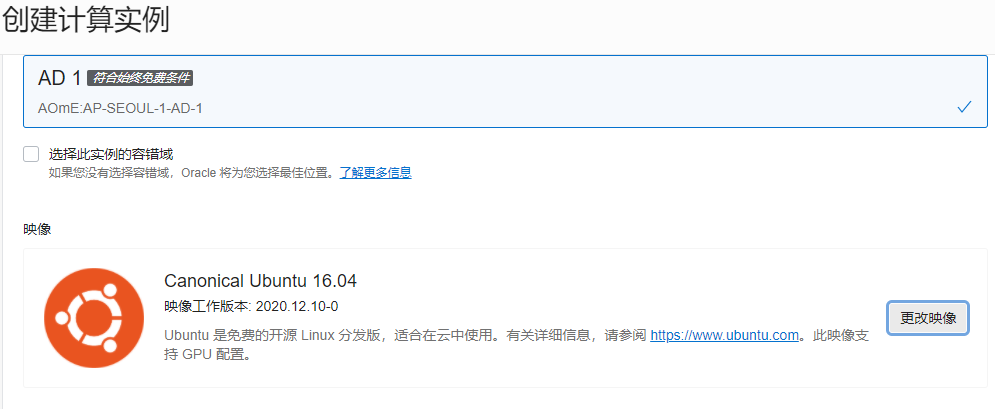 创建计算实例
AD 1 符合始终免费条件
AOmE:AP-SEOUL-1-AD-1
选择此实例的容错域
如果您没有选择容错域，Oracle 将为您选择最佳位置。了解更多信息
映像
Canonical Ubuntu 16.04
映像工作版本: 2020.12.10-0
更改映像
Ubuntu 是免费的开源 Linux 分发版，适合在云中使用。有关详细信息，请参阅 https://www.ubuntu.com。此映像支
持 GPU 配置。